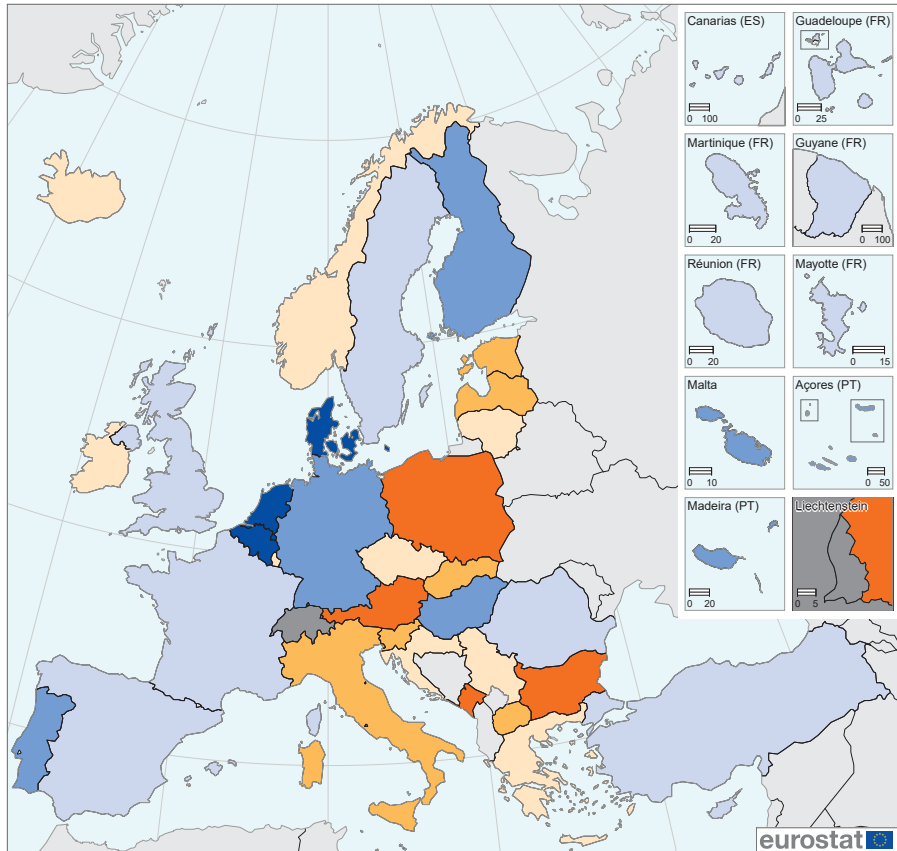 Canarias (ES)
0 100
Guadeloupe (FR)
0 25
Martinique (FR)
0 20
Guyane (FR)
0 100
Réunion (FR)
0 20
Mayotte (FR)
0 15
Malta
0 10
Açores (PT)
0 50
Madeira (PT)
0 20
Liechtenstein
0 5
eurostat